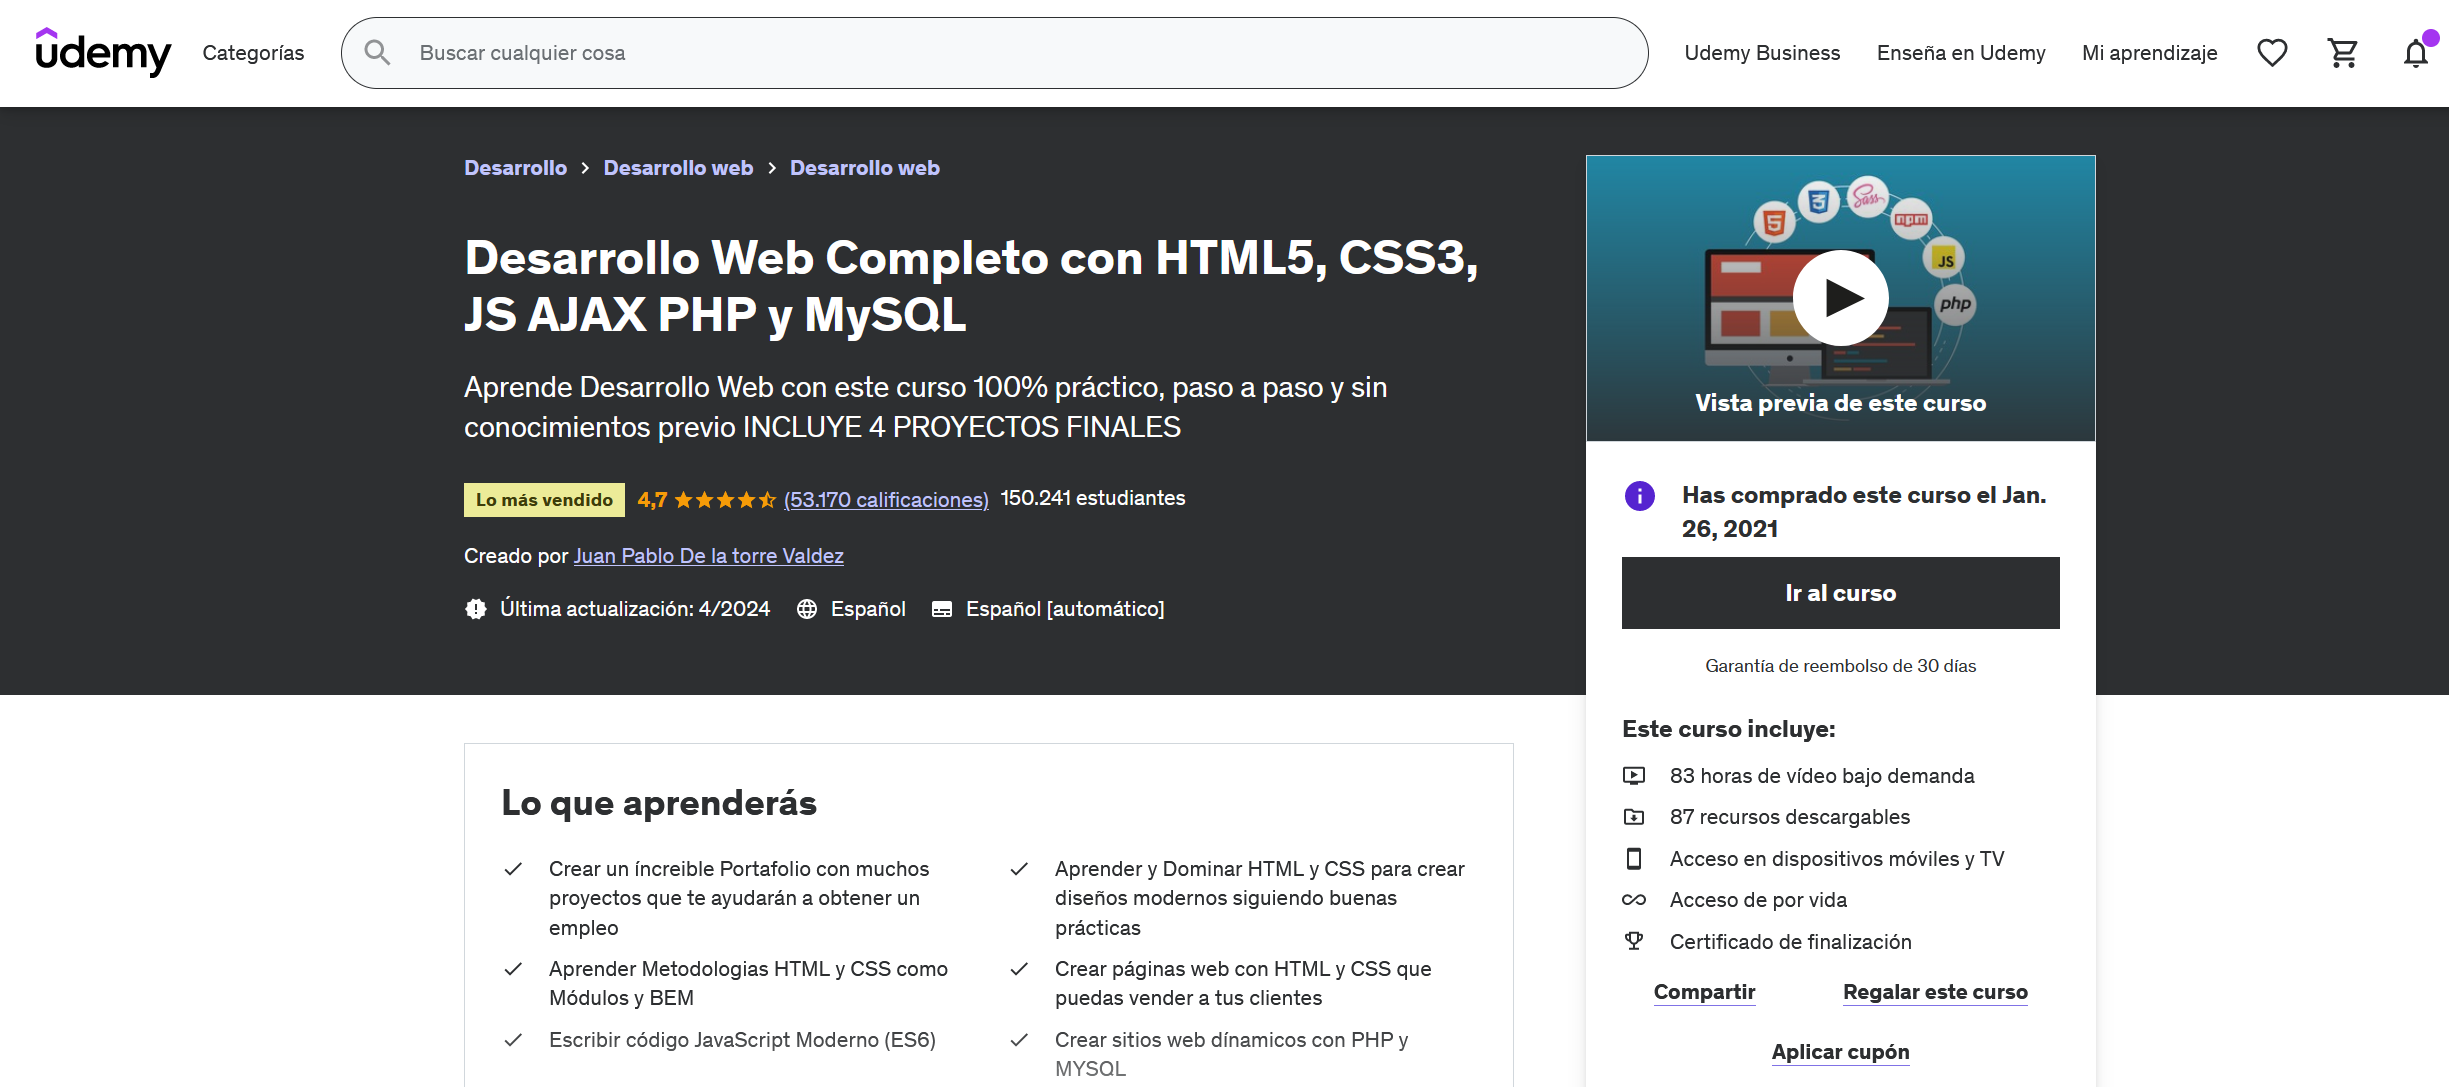 udemy
Categorías
Buscar cualquier cosa
Udemy Business
Enseña en Udemy
Mi aprendizaje
Desarrollo > Desarrollo web > Desarrollo web
Desarrollo Web Completo con HTML5, CSS3,
JS AJAX PHP y MySQL
Aprende Desarrollo Web con este curso 100% práctico, paso a paso y sin
conocimientos previo INCLUYE 4 PROYECTOS FINALES
Lo más vendido 4,7 (53.170 calificaciones) 150.241 estudiantes
Creado por Juan Pablo De la torre Valdez
Última actualización: 4/2024 Español Español [automático]
5
3
Sass
npm
JS
php
Vista previa de este curso
Has comprado este curso el Jan.
26, 2021
Ir al curso
Garantía de reembolso de 30 días
Este curso incluye:
83 horas de vídeo bajo demanda
87 recursos descargables
Acceso en dispositivos móviles y TV
Acceso de por vida
Certificado de finalización
Compartir
Regalar este curso
Aplicar cupón
Lo que aprenderás
Crear un íncreible Portafolio con muchos
proyectos que te ayudarán a obtener un
empleo
Aprender y Dominar HTML y CSS para crear
diseños modernos siguiendo buenas
prácticas
Aprender Metodologias HTML y CSS como
Módulos y BEM
Crear páginas web con HTML y CSS que
puedas vender a tus clientes
Escribir código JavaScript Moderno (ES6)
Crear sitios web dínamicos con PHP y
MYSQL